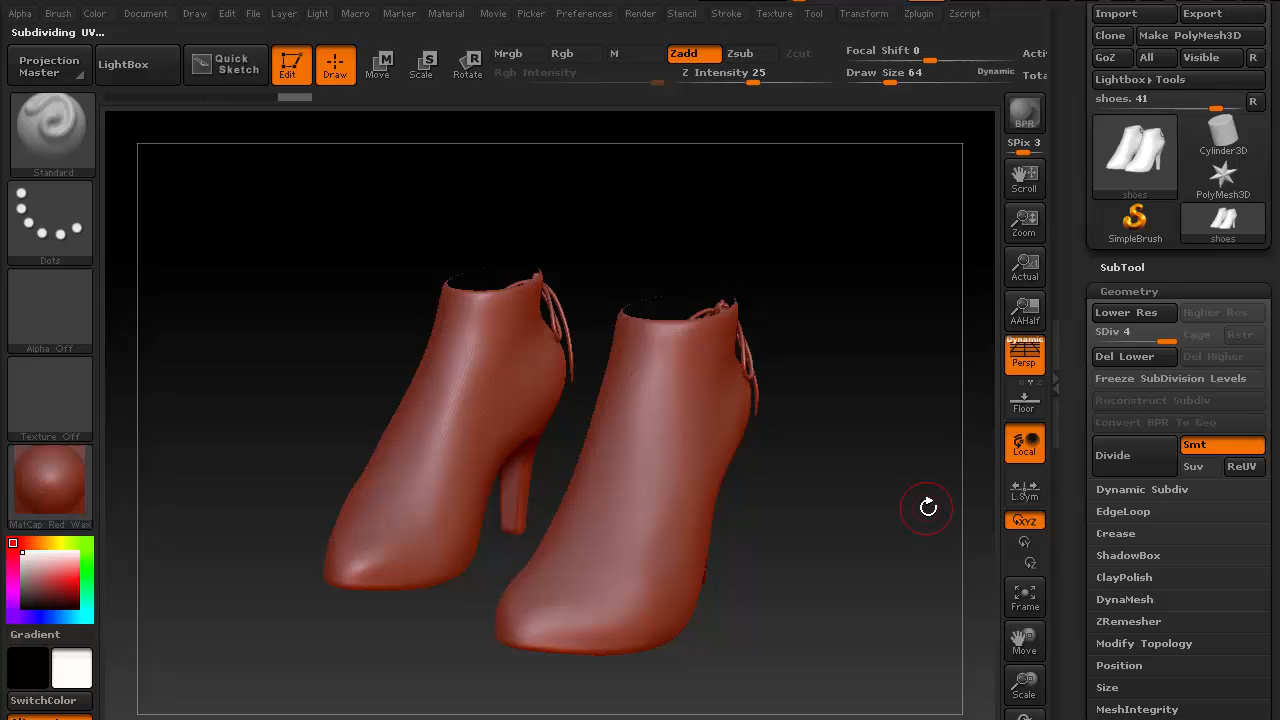 Alpha Brush Color Document Draw Edit File Layer Light Macro Marker Material Movie Picker Preferences Render Stencil Stroke Texture Tool Transform Zplugin Zscript
Subdividing UV...
Projection Master
LightBox
Quick Sketch
Edit
Draw
Move
Scale
Rotate
Mrgb Rgb M Zadd Zsub Zcut
Rgb Intensity
Z Intensity 25
Focal Shift 0
Draw Size 64
Dynamic
Activ
Tota
Standard
Dots
Alpha Off
Texture Off
MatCap Red Wax
Gradient
SwitchColor
BPR
SPix 3
Scroll
Zoom
Actual
AAHalf
Dynamic
Persp
Floor
Local
L.Sym
XYZ
Y
Z
Frame
Move
Scale
Import Export
Clone Make PolyMesh3D
GoZ All Visible R
Lightbox▸Tools
shoes. 41 R
shoes
Cylinder3D
PolyMesh3D
SimpleBrush
shoes
SubTool
Geometry
Lower Res Higher Res
SDiv 4 Cage Rstr
Del Lower Del Higher
Freeze SubDivision Levels
Reconstruct Subdiv
Convert BPR To Geo
Divide Smt
Suv ReUV
Dynamic Subdiv
EdgeLoop
Crease
ShadowBox
ClayPolish
DynaMesh
ZRemesher
Modify Topology
Position
Size
MeshIntegrity